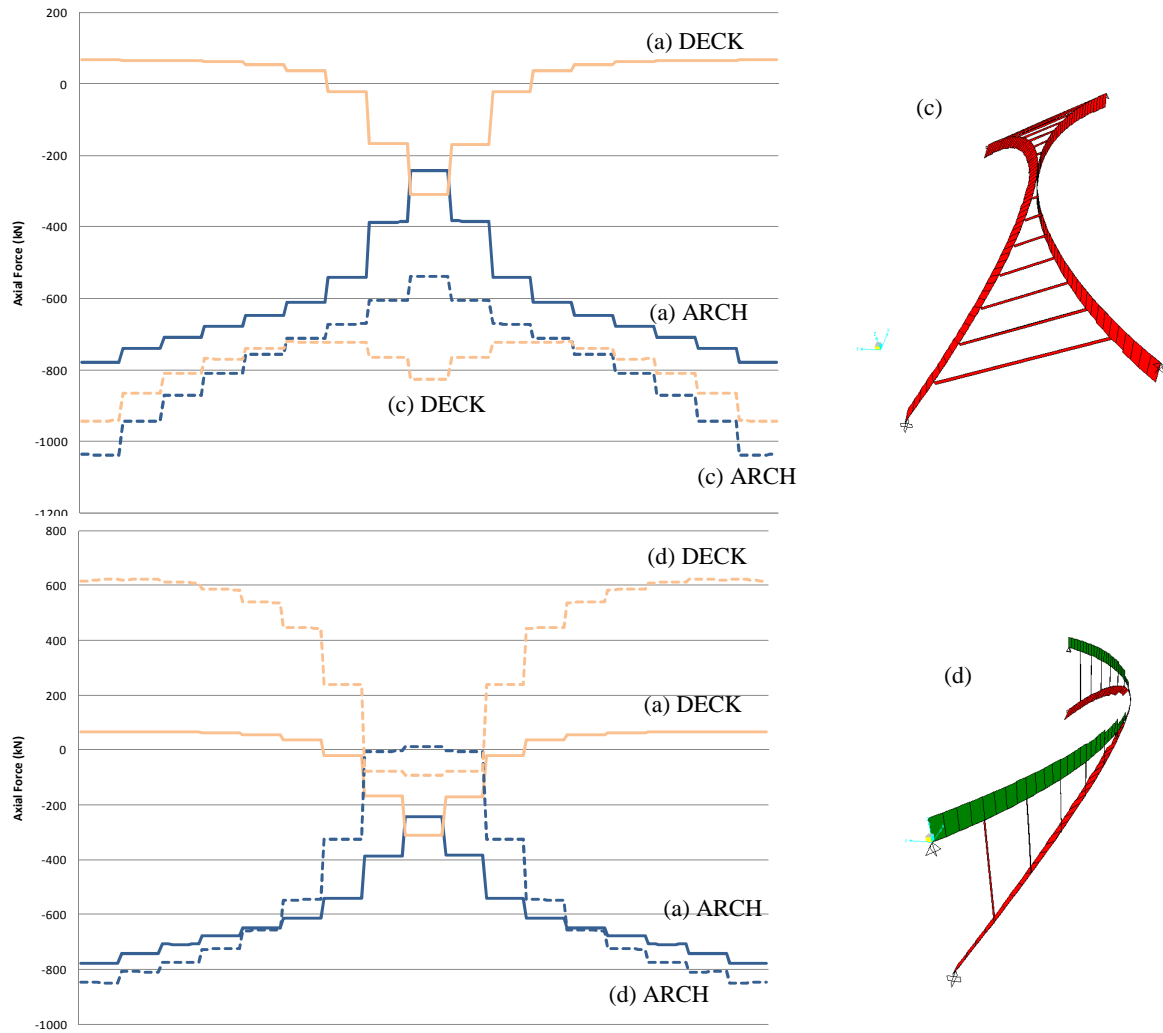 200
(a) DECK
0
(c)
-200
-400
Axial Force (kN)
-600
(a) ARCH
-800
(c) DECK
-1000
(c) ARCH
-1200
800
(d) DECK
600
400
(d)
(a) DECK
200
0
Axial Force (kN)
-200
-400
(a) ARCH
-600
-800
(d) ARCH
-1000